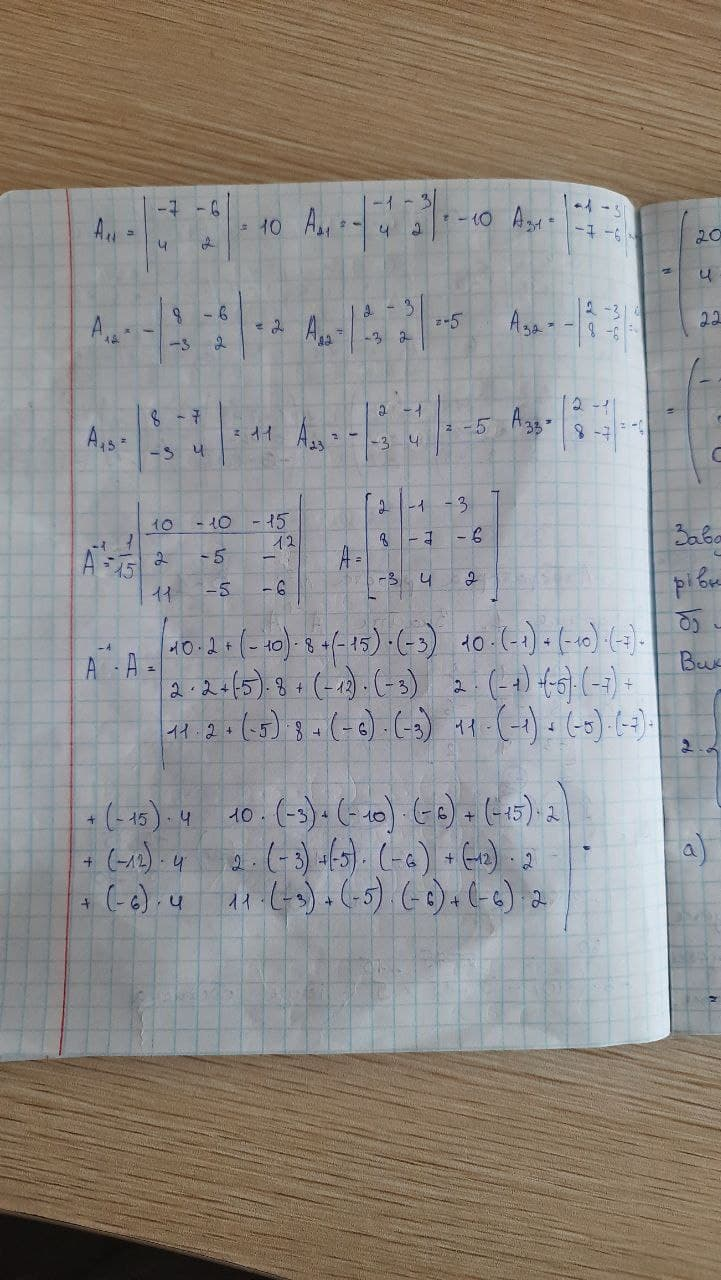 A₁₁ = |-7 -6; 4 2| = 10 A₂₁ = -|-1 -3; 4 2| = -10 A₃₁ = |-1 -3; -7 -6|
A₁₂ = -|8 -6; -3 2| = 2 A₂₂ = |2 -3; -3 2| = -5 A₃₂ = -|2 -3; 8 -6| =
A₁₃ = |8 -7; -3 4| = 11 A₂₃ = -|2 -1; -3 4| = -5 A₃₃ = |2 -1; 8 -7| = -6
A⁻¹ = -1/15 |10 -10 -15; 2 -5 -12; 11 -5 -6| A = [2 -1 -3; 8 -7 -6; -3 4 2]
A⁻¹ · A = (10·2+(-10)·8+(-15)·(-3) 10·(-1)+(-10)·(-7)+
2·2+(-5)·8+(-12)·(-3) 2·(-1)+(-5)·(-7)+
11·2+(-5)·8+(-6)·(-3) 11·(-1)+(-5)·(-7)+
+(-15)·4 10·(-3)+(-10)·(-6)+(-15)·2)
+(-12)·4 2·(-3)+(-5)·(-6)+(-12)·2
+(-6)·4 11·(-3)+(-5)·(-6)+(-6)·2
= (20
4
22
= (
б)
2.
а)
=